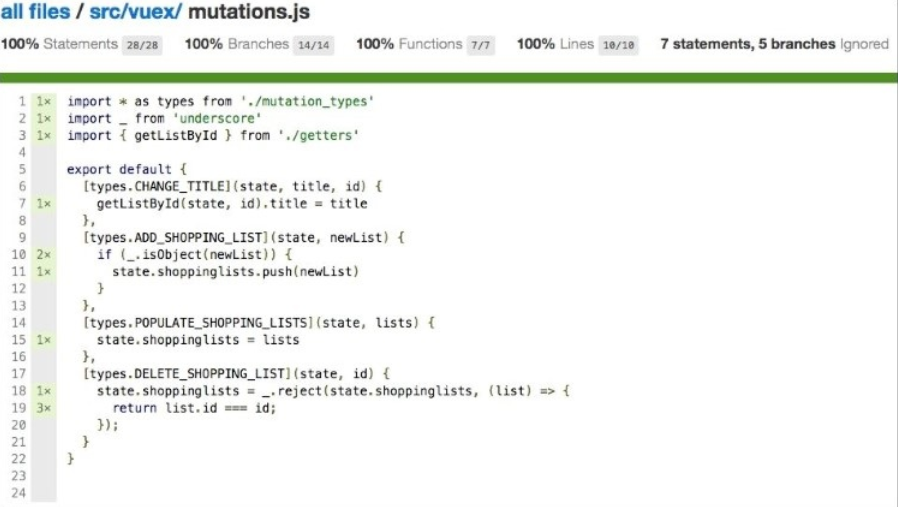 all files / src/vuex/ mutations.js
100% Statements 28/28 100% Branches 14/14 100% Functions 7/7 100% Lines 10/10 7 statements, 5 branches Ignored
1 1× import * as types from './mutation_types'
2 1× import _ from 'underscore'
3 1× import { getListById } from './getters'
4
5 export default {
6 [types.CHANGE_TITLE](state, title, id) {
7 1× getListById(state, id).title = title
8 },
9 [types.ADD_SHOPPING_LIST](state, newList) {
10 2× if (_.isObject(newList)) {
11 1× state.shoppinglists.push(newList)
12 }
13 },
14 [types.POPULATE_SHOPPING_LISTS](state, lists) {
15 1× state.shoppinglists = lists
16 },
17 [types.DELETE_SHOPPING_LIST](state, id) {
18 1× state.shoppinglists = _.reject(state.shoppinglists, (list) => {
19 3× return list.id === id;
20 });
21 }
22 }
23
24